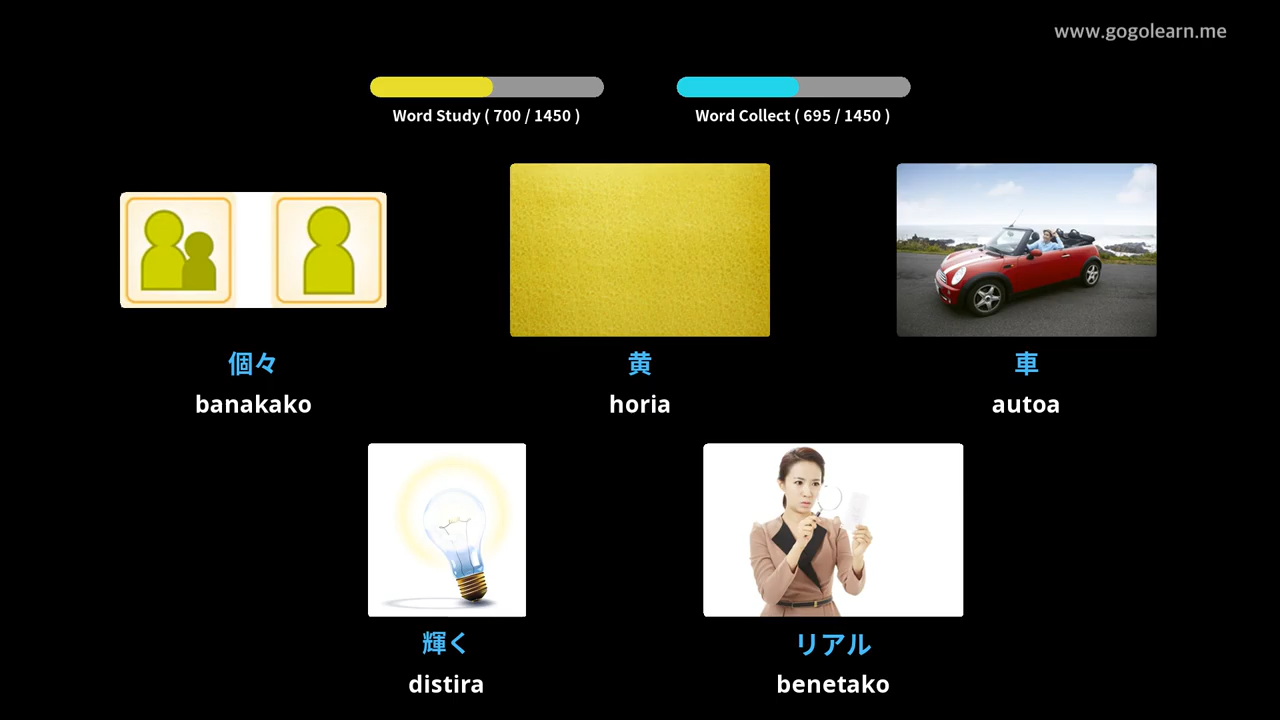 www.gogolearn.me
Word Study ( 700 / 1450 )
Word Collect ( 695 / 1450 )
個々
banakako
黄
horia
車
autoa
輝く
distira
リアル
benetako